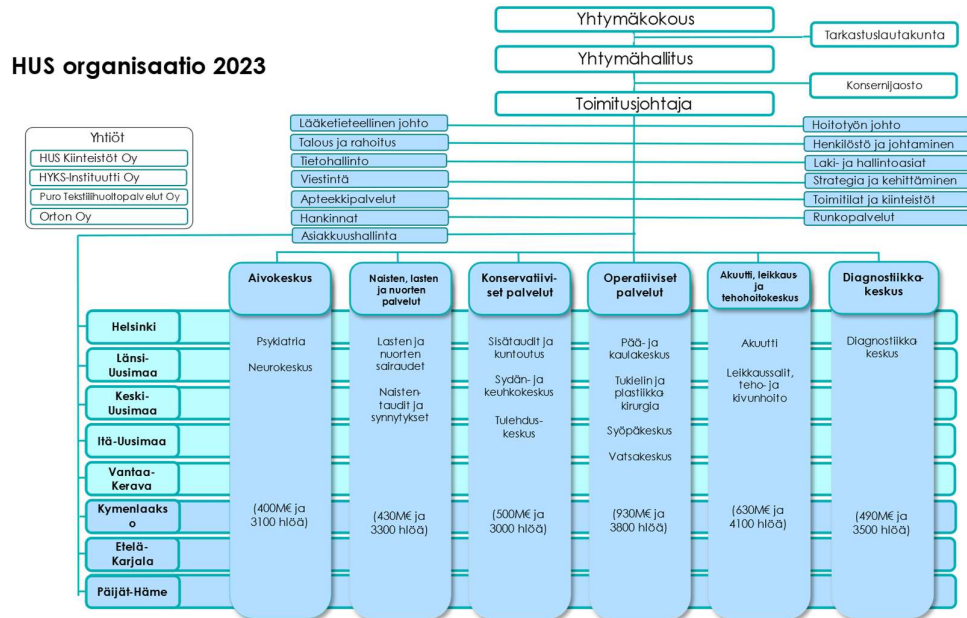 HUS organisaatio 2023
Yhtymäkokous
Tarkastuslautakunta
Yhtymähallitus
Konsernijaosto
Toimitusjohtaja
Yhtiöt
HUS Kiinteistöt Oy
HYKS-Instituutti Oy
Puro Tekstiilihuoltopalvelut Oy
Orton Oy
Lääketieteellinen johto
Talous ja rahoitus
Tietohallinto
Viestintä
Apteekkipalvelut
Hankinnat
Asiakkuushallinta
Hoitotyön johto
Henkilöstö ja johtaminen
Laki- ja hallintoasiat
Strategia ja kehittäminen
Toimitilat ja kiinteistöt
Runkopalvelut
Helsinki
Länsi-
Uusimaa
Keski-
Uusimaa
Itä-Uusimaa
Vantaa-
Kerava
Kymenlaaks
o
Etelä-
Karjala
Päijät-Häme
Aivokeskus
Psykiatria
Neurokeskus
(400M€ ja
3100 hlöä)
Naisten, lasten
ja nuorten
palvelut
Lasten ja
nuorten
sairaudet
Naisten-
taudit ja
synnytykset
(430M€ ja
3300 hlöä)
Konservatiivi-
set palvelut
Sisätaudit ja
kuntoutus
Sydän- ja
keuhkokeskus
Tulehdus-
keskus
(500M€ ja
3000 hlöä)
Operatiiviset
palvelut
Pää- ja
kaulakeskus
Tukielin ja
plastiikka
kirurgia
Syöpäkeskus
Vatsakeskus
(930M€ ja
3800 hlöä)
Akuutti, leikkaus
ja
tehohoitokeskus
Akuutti
Leikkaussalit,
teho- ja
kivunhoito
(630M€ ja
4100 hlöä)
Diagnostiikka-
keskus
Diagnostiikka
keskus
(490M€ ja
3500 hlöä)